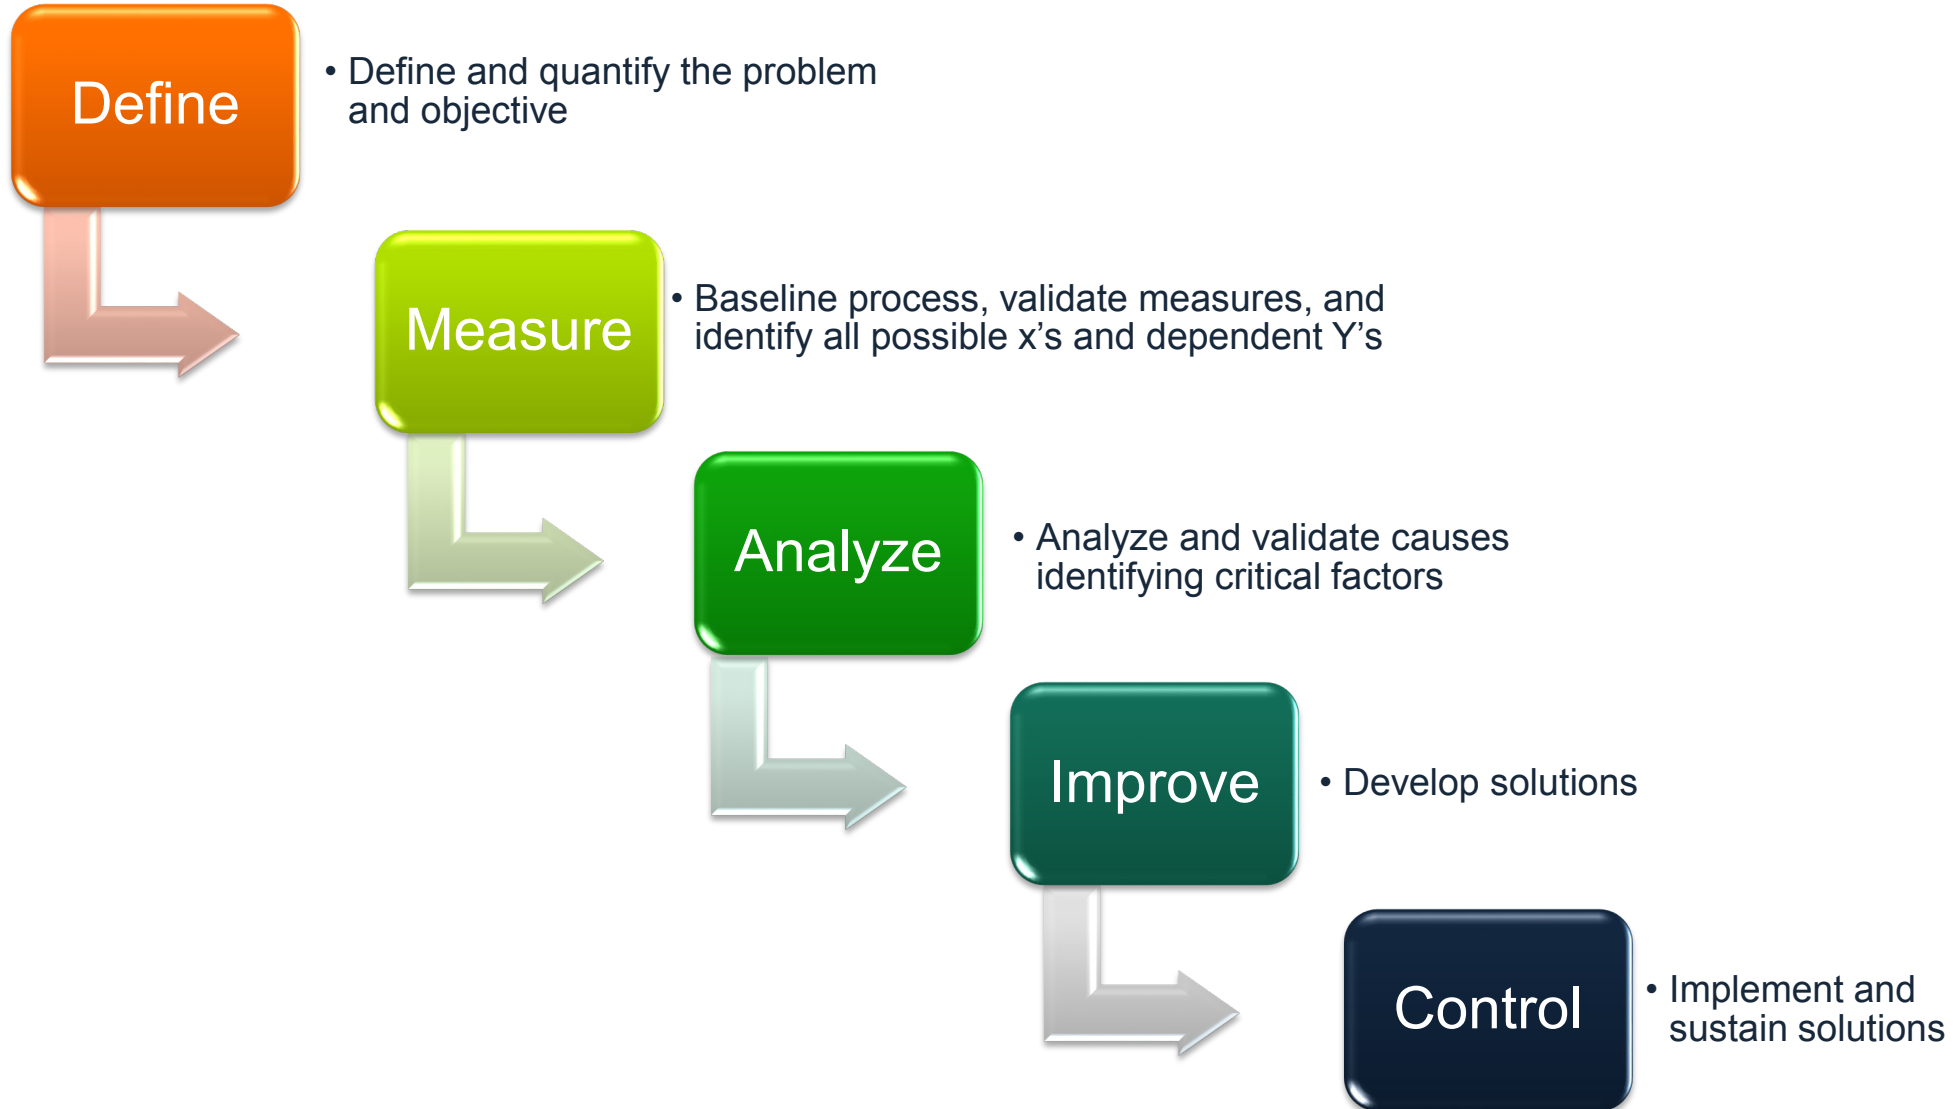 Define
• Define and quantify the problem
and objective
Measure
• Baseline process, validate measures, and
identify all possible x’s and dependent Y’s
Analyze
• Analyze and validate causes
identifying critical factors
Improve
• Develop solutions
Control
• Implement and
sustain solutions